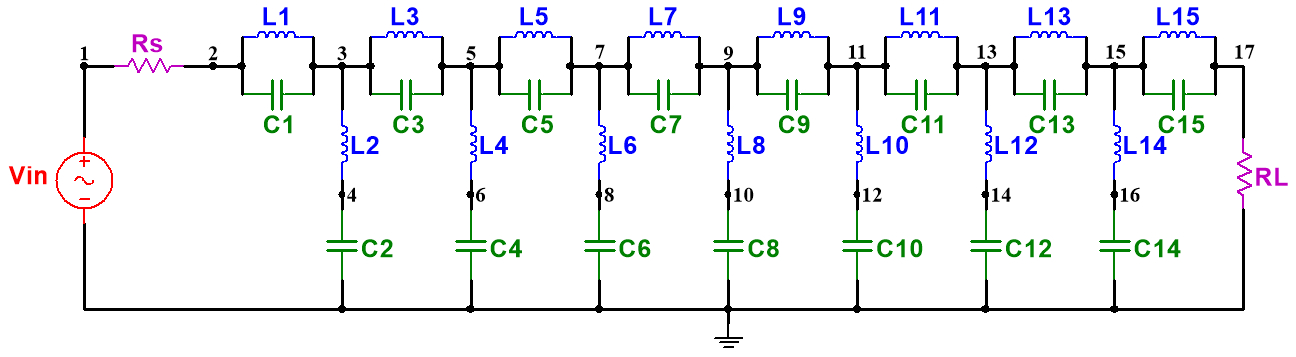 L1 L3 L5 L7 L9 L11 L13 L15
1 Rs 2 3 5 7 9 11 13 15 17
C1 C3 C5 C7 C9 C11 C13 C15
L2 L4 L6 L8 L10 L12 L14
Vin + − RL
4 6 8 10 12 14 16
C2 C4 C6 C8 C10 C12 C14